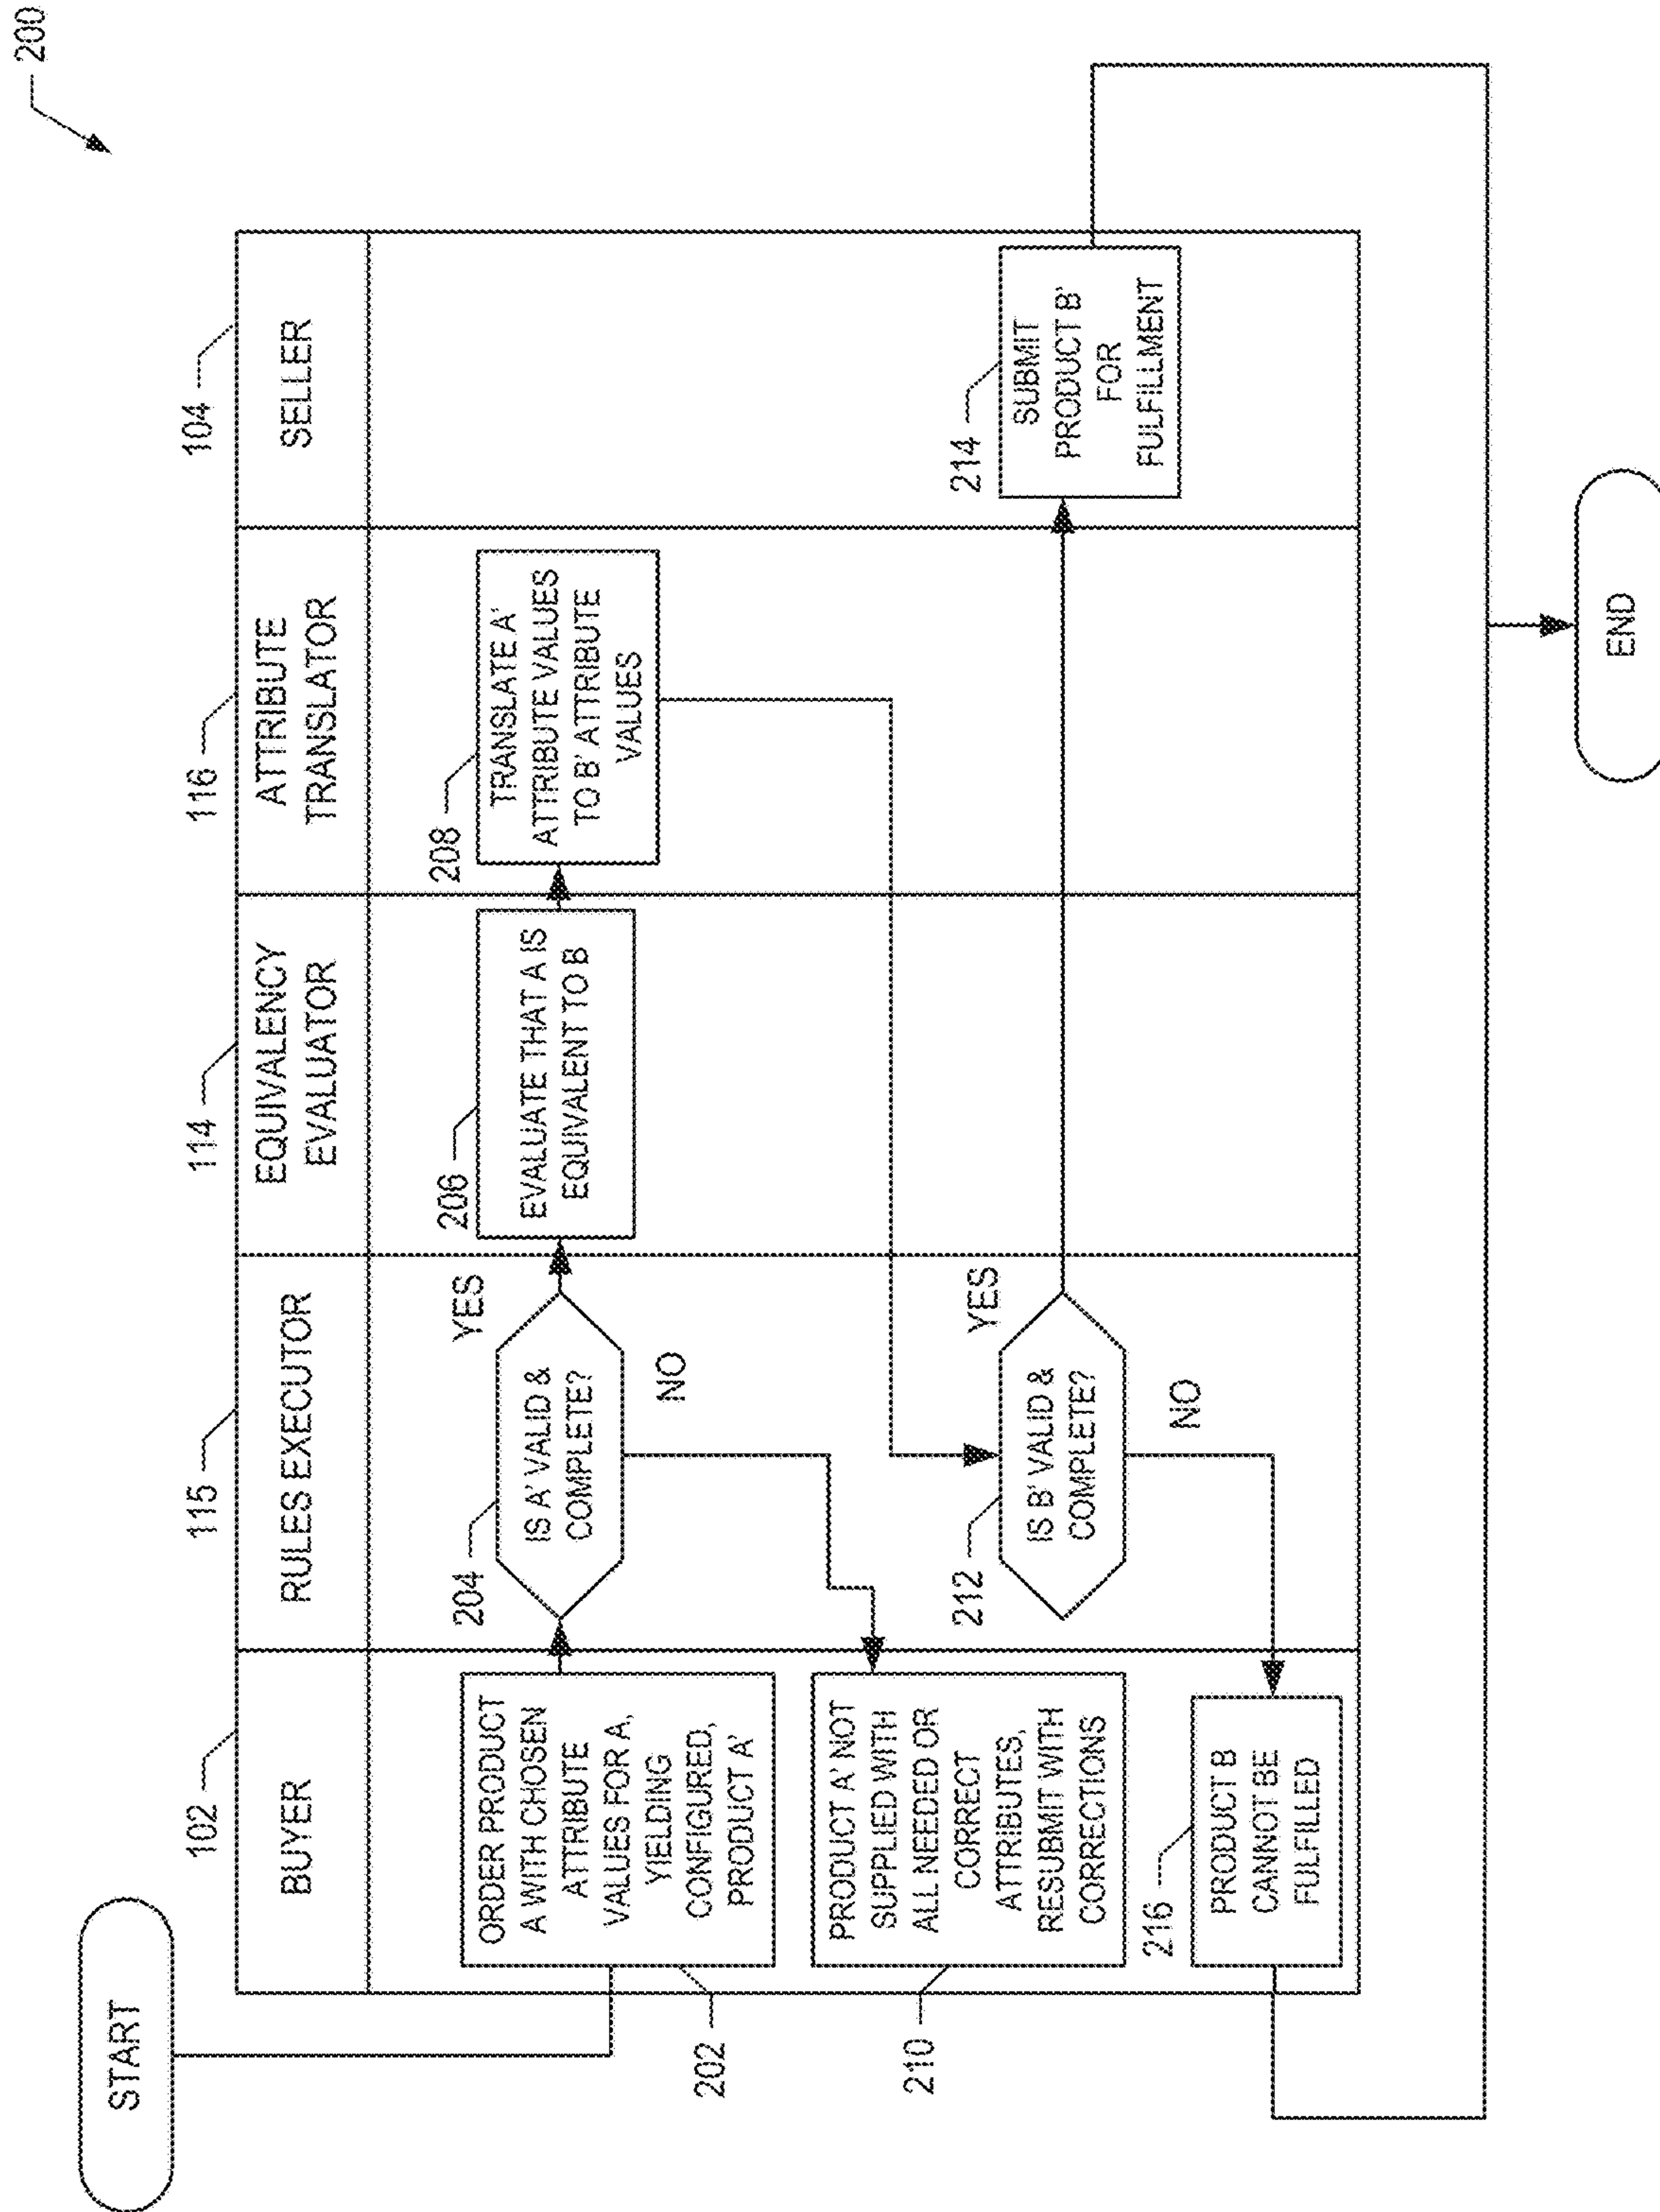 200
START
102
115
114
116
104
BUYER
RULES EXECUTOR
EQUIVALENCY
EVALUATOR
ATTRIBUTE
TRANSLATOR
SELLER
ORDER PRODUCT
A WITH CHOSEN
ATTRIBUTE
VALUES FOR A,
YIELDING
CONFIGURED,
PRODUCT A'
202
204
IS A' VALID &
COMPLETE?
YES
NO
206
EVALUATE THAT A IS
EQUIVALENT TO B
208
TRANSLATE A'
ATTRIBUTE VALUES
TO B' ATTRIBUTE
VALUES
PRODUCT A' NOT
SUPPLIED WITH
ALL NEEDED OR
CORRECT
ATTRIBUTES,
RESUBMIT WITH
CORRECTIONS
210
212
IS B' VALID &
COMPLETE?
YES
NO
214
SUBMIT
PRODUCT B'
FOR
FULFILLMENT
216
PRODUCT B
CANNOT BE
FULFILLED
END